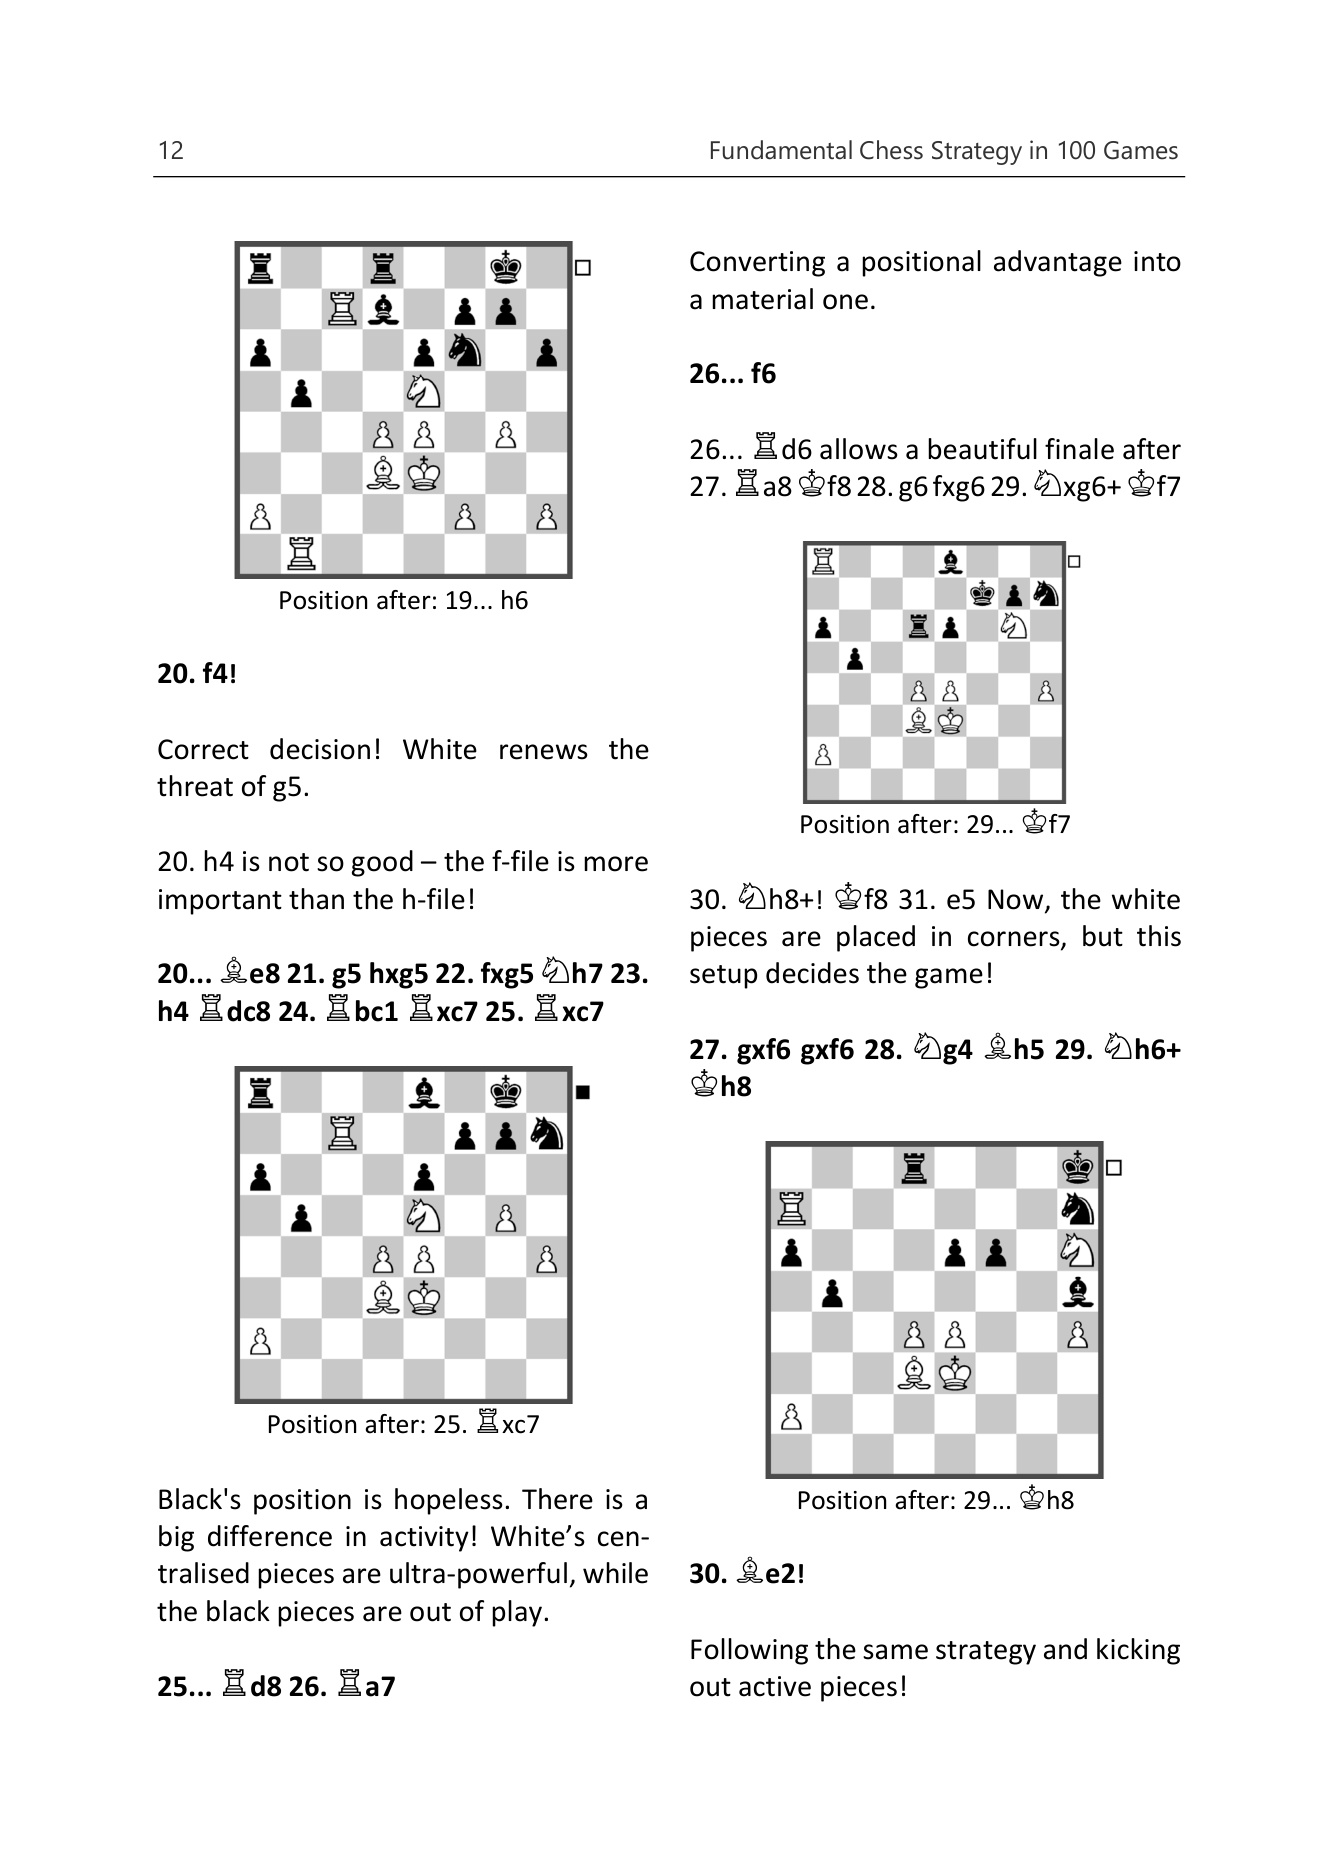 12
Fundamental Chess Strategy in 100 Games
Position after: 19... h6
20. f4!
Correct decision! White renews the
threat of g5.
20. h4 is not so good – the f-file is more
important than the h-file!
20... ♗e8 21. g5 hxg5 22. fxg5 ♘h7 23.
h4 ♖dc8 24. ♖bc1 ♖xc7 25. ♖xc7
Position after: 25. ♖xc7
Black's position is hopeless. There is a
big difference in activity! White’s cen-
tralised pieces are ultra-powerful, while
the black pieces are out of play.
25... ♖d8 26. ♖a7
Converting a positional advantage into
a material one.
26... f6
26... ♖d6 allows a beautiful finale after
27. ♖a8 ♔f8 28. g6 fxg6 29. ♘xg6+ ♔f7
Position after: 29... ♔f7
30. ♘h8+! ♔f8 31. e5 Now, the white
pieces are placed in corners, but this
setup decides the game!
27. gxf6 gxf6 28. ♘g4 ♗h5 29. ♘h6+
♔h8
Position after: 29... ♔h8
30. ♗e2!
Following the same strategy and kicking
out active pieces!